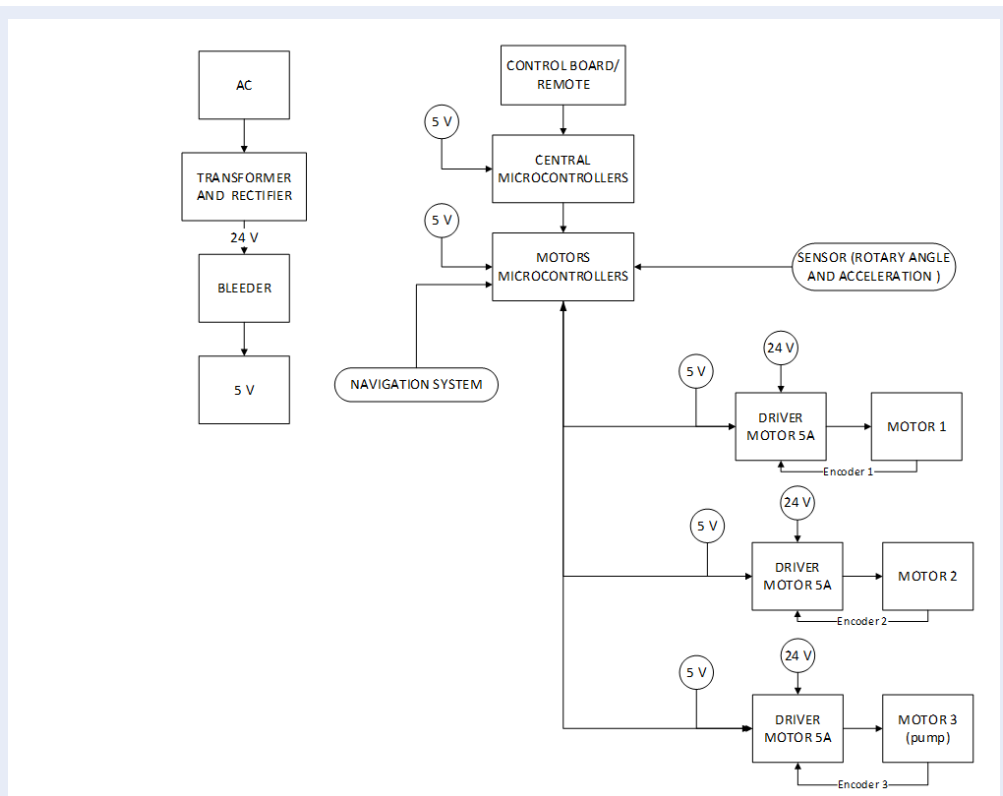 AC
TRANSFORMER
AND RECTIFIER
24 V
BLEEDER
5 V
CONTROL BOARD/
REMOTE
5 V
CENTRAL
MICROCONTROLLERS
5 V
MOTORS
MICROCONTROLLERS
SENSOR (ROTARY ANGLE
AND ACCELERATION )
NAVIGATION SYSTEM
24 V
5 V
DRIVER
MOTOR 5A
MOTOR 1
Encoder 1
24 V
5 V
DRIVER
MOTOR 5A
MOTOR 2
Encoder 2
24 V
5 V
DRIVER
MOTOR 5A
MOTOR 3
(pump)
Encoder 3